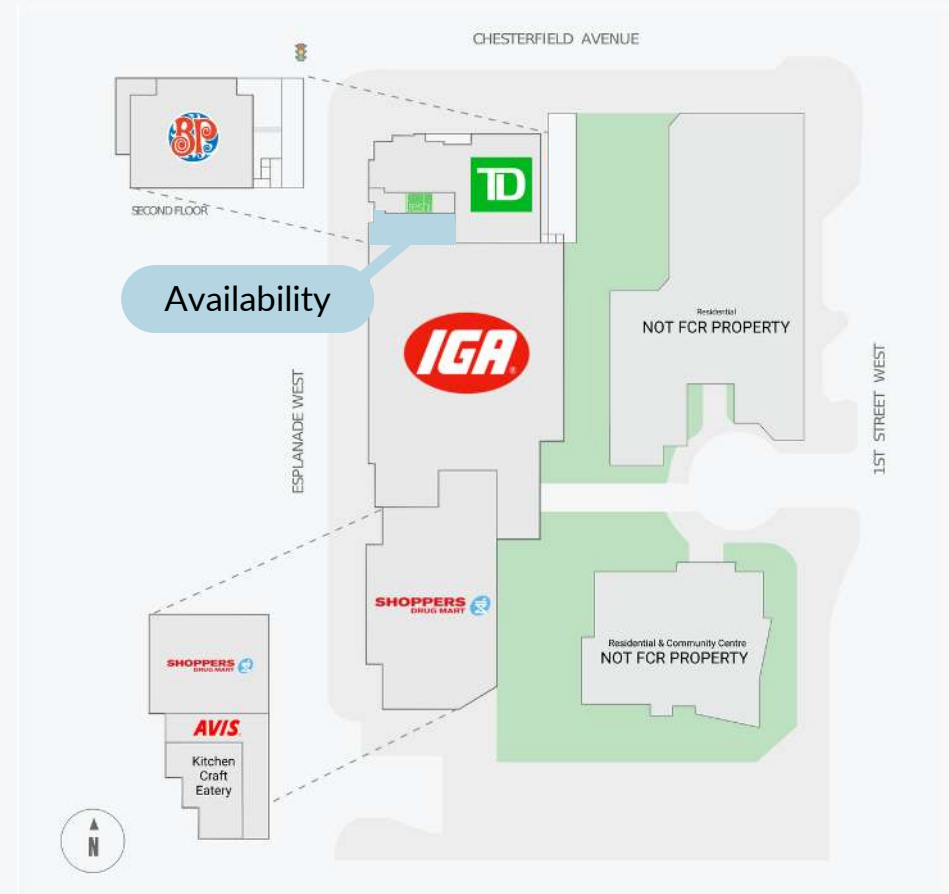 CHESTERFIELD AVENUE
BP
TD
SECOND FLOOR
Availability
IGA
Residential
NOT FCR PROPERTY
ESPLANADE WEST
1ST STREET WEST
SHOPPERS
DRUG MART
Residential & Community Centre
NOT FCR PROPERTY
SHOPPERS
DRUG MART
AVIS
Kitchen
Craft
Eatery
N